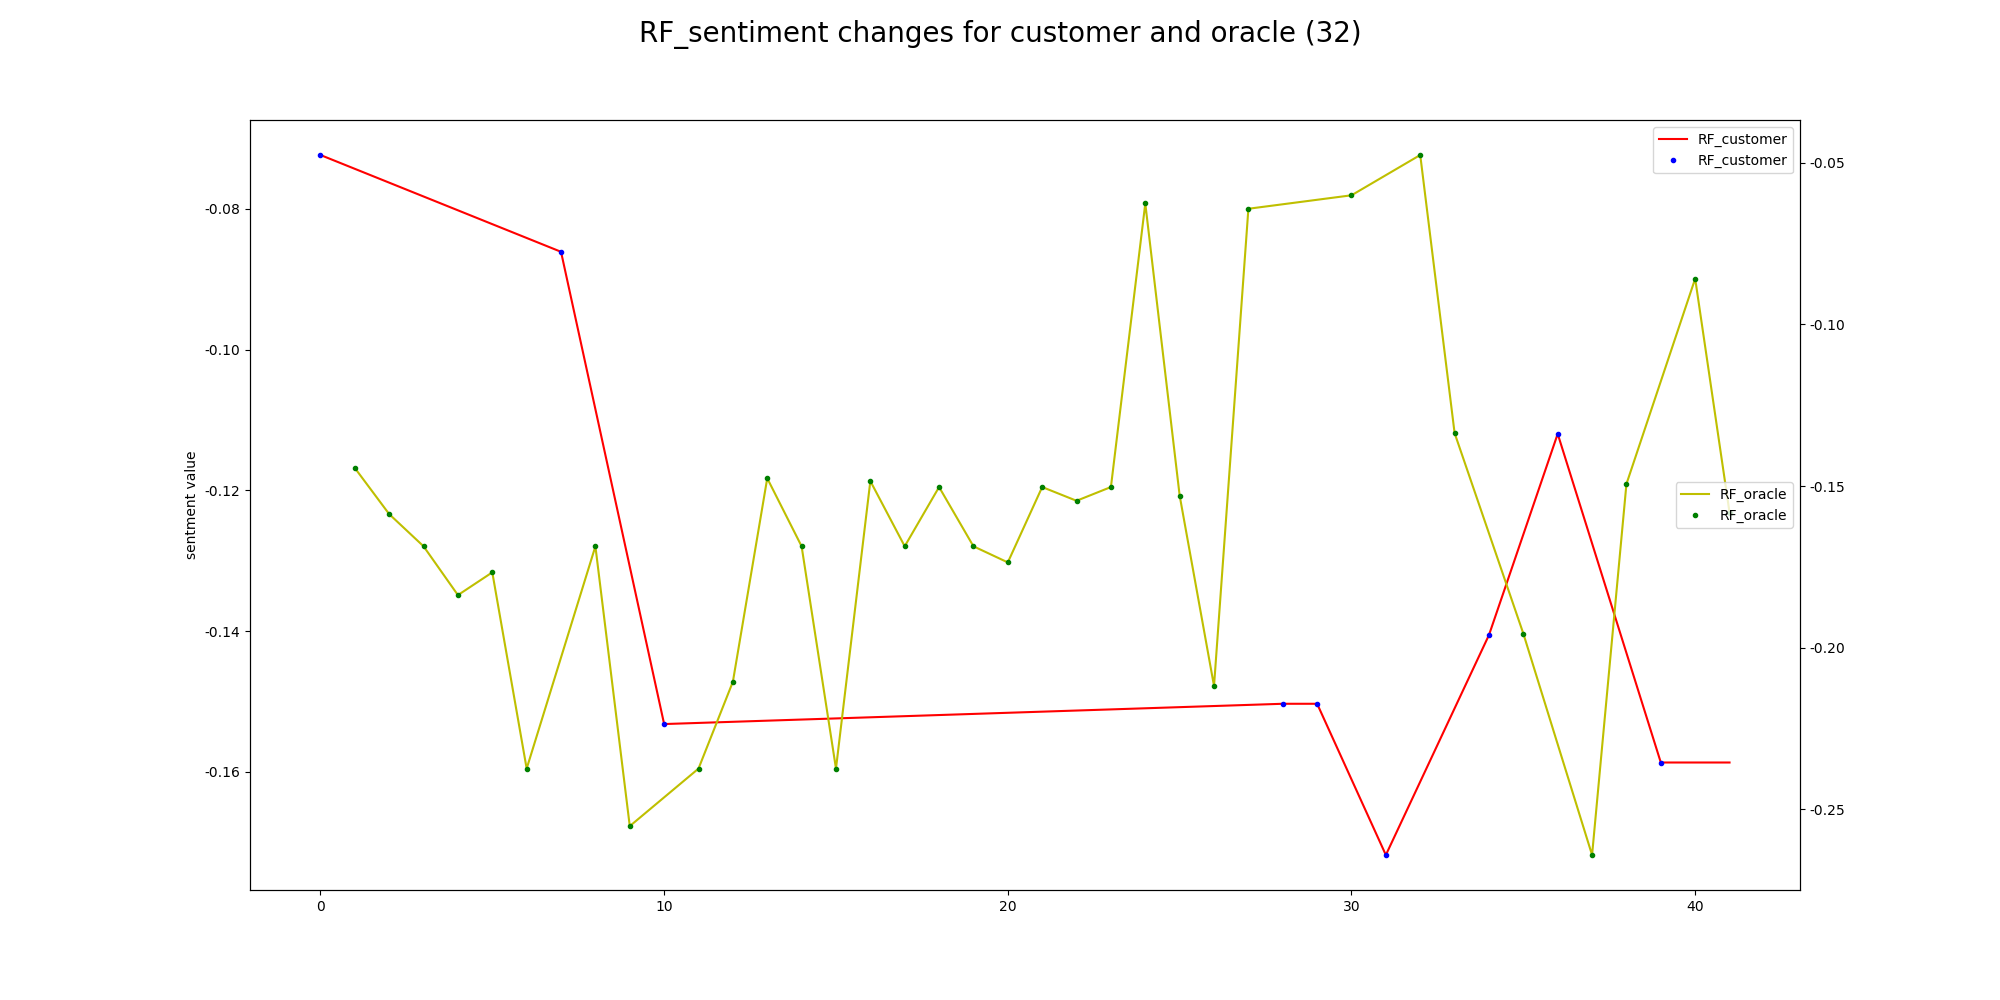 RF_sentiment changes for customer and oracle (32)
RF_customer
RF_customer
-0.05
-0.08
-0.10
-0.10
-0.12
-0.15
RF_oracle
RF_oracle
sentment value
-0.14
-0.20
-0.16
-0.25
0 10 20 30 40